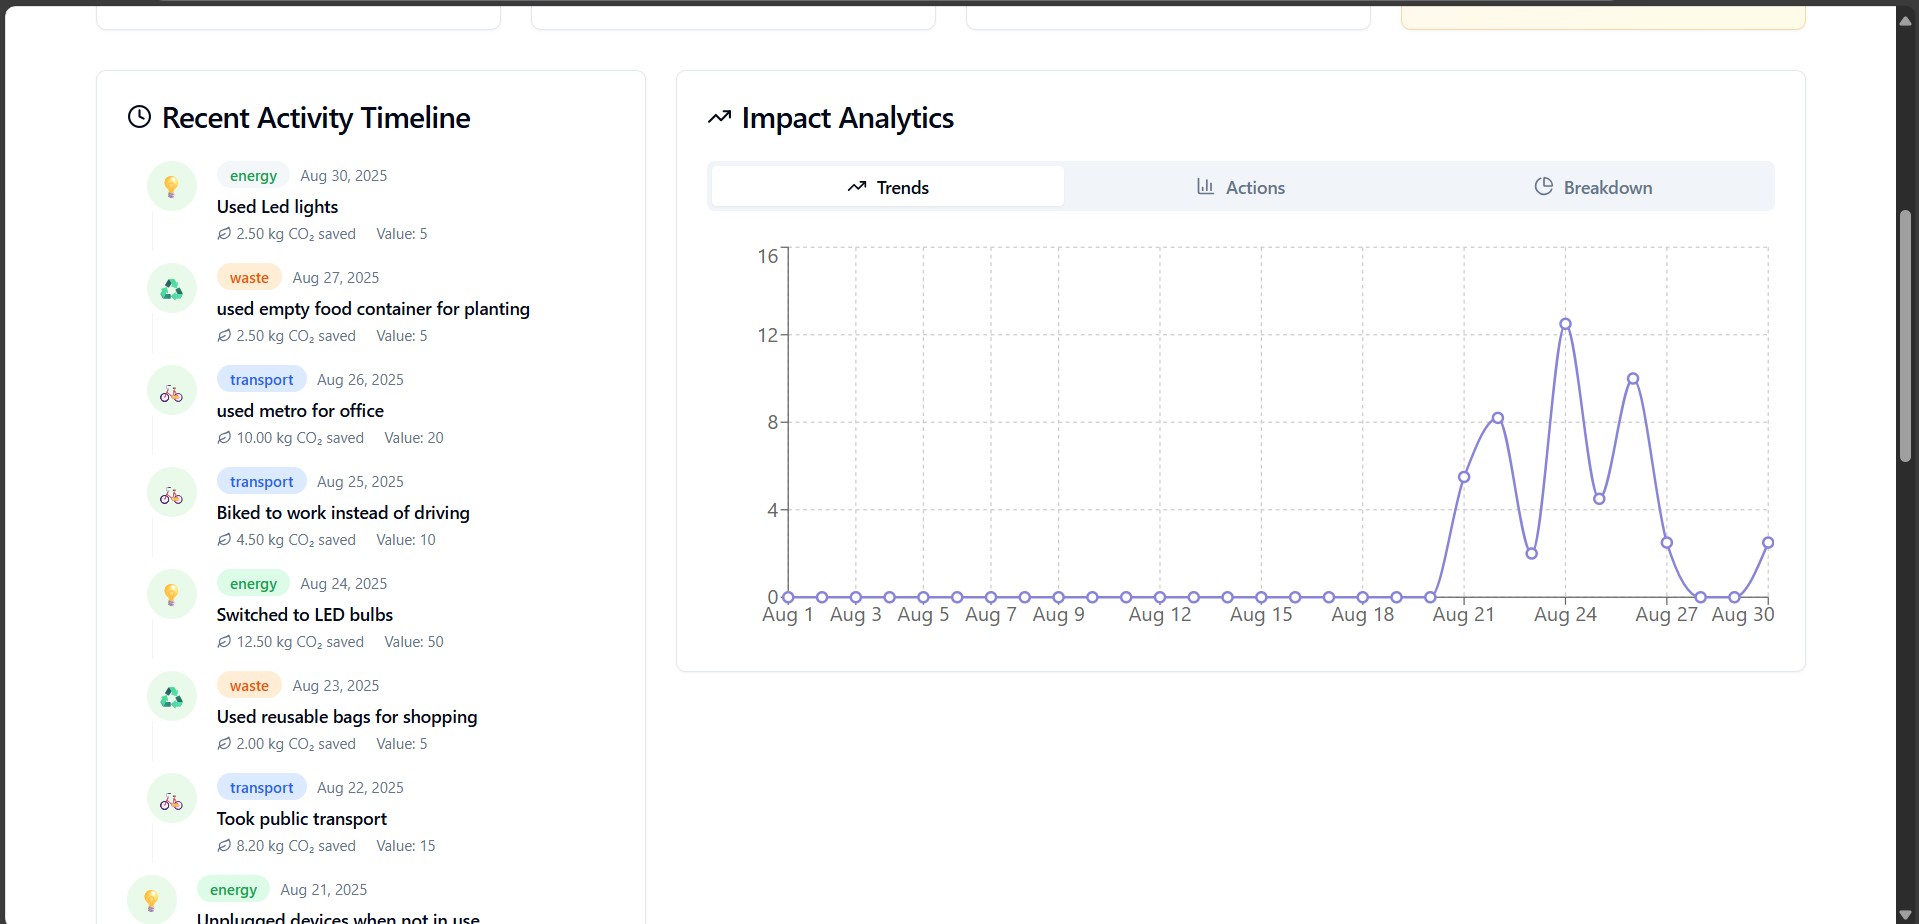 Recent Activity Timeline
energy Aug 30, 2025
Used Led lights
2.50 kg CO₂ saved Value: 5
waste Aug 27, 2025
used empty food container for planting
2.50 kg CO₂ saved Value: 5
transport Aug 26, 2025
used metro for office
10.00 kg CO₂ saved Value: 20
transport Aug 25, 2025
Biked to work instead of driving
4.50 kg CO₂ saved Value: 10
energy Aug 24, 2025
Switched to LED bulbs
12.50 kg CO₂ saved Value: 50
waste Aug 23, 2025
Used reusable bags for shopping
2.00 kg CO₂ saved Value: 5
transport Aug 22, 2025
Took public transport
8.20 kg CO₂ saved Value: 15
energy Aug 21, 2025
Unplugged devices when not in use
Impact Analytics
Trends Actions Breakdown
16
12
8
4
0
Aug 1 Aug 3 Aug 5 Aug 7 Aug 9 Aug 12 Aug 15 Aug 18 Aug 21 Aug 24 Aug 27 Aug 30